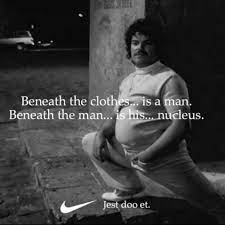 Beneath the clothes... is a man.
Beneath the man... is his... nucleus.
Jest doo et.